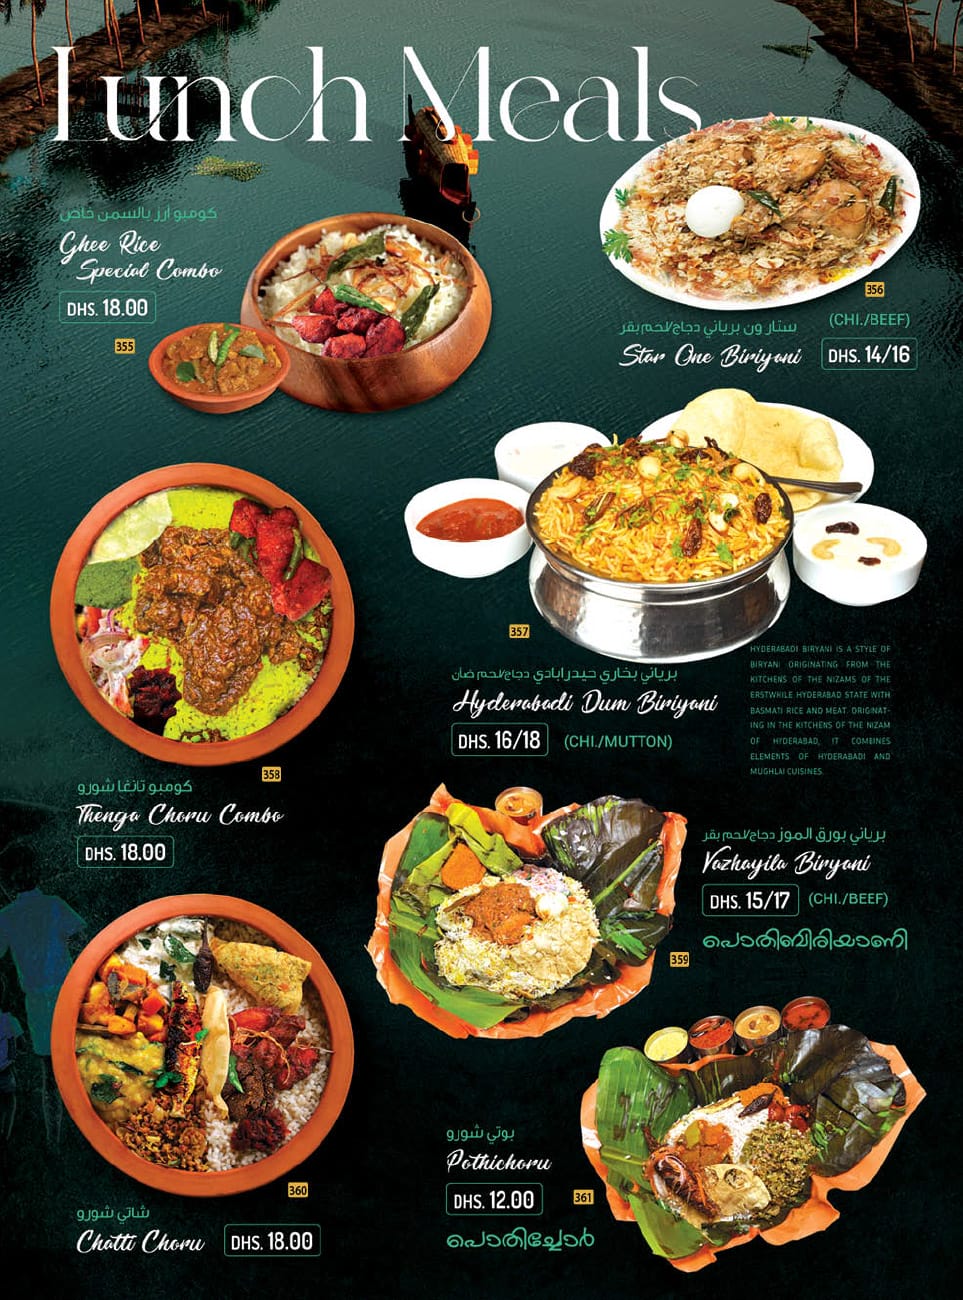 Lunch Meals
كومبو ارز بالسمن خاص
Ghee Rice
Special Combo
DHS. 18.00
355
356
ستار ون برياني دجاج/لحم بقر
(CHI./BEEF)
Star One Biriyani
DHS. 14/16
357
برياني بخاري حيدرابادي دجاج/لحم ضان
Hyderabadi Dum Biriyani
DHS. 16/18
(CHI./MUTTON)
HYDERABADI BIRYANI IS A STYLE OF
BIRYANI ORIGINATING FROM THE
KITCHENS OF THE NIZAMS OF THE
ERSTWHILE HYDERABAD STATE WITH
BASMATI RICE AND MEAT. ORIGINAT-
ING IN THE KITCHENS OF THE NIZAM
OF HYDERABAD, IT COMBINES
ELEMENTS OF HYDERABADI AND
MUGHLAI CUISINES.
358
كومبو تانغا شورو
Thenga Choru Combo
DHS. 18.00
برياني بورق الموز دجاج/لحم بقر
Vazhayila Biryani
DHS. 15/17
(CHI./BEEF)
പൊതിബിരിയാണി
359
360
شاتي شورو
Chatti Choru
DHS. 18.00
بوتي شورو
Pothichoru
DHS. 12.00
361
പൊതിച്ചോർ